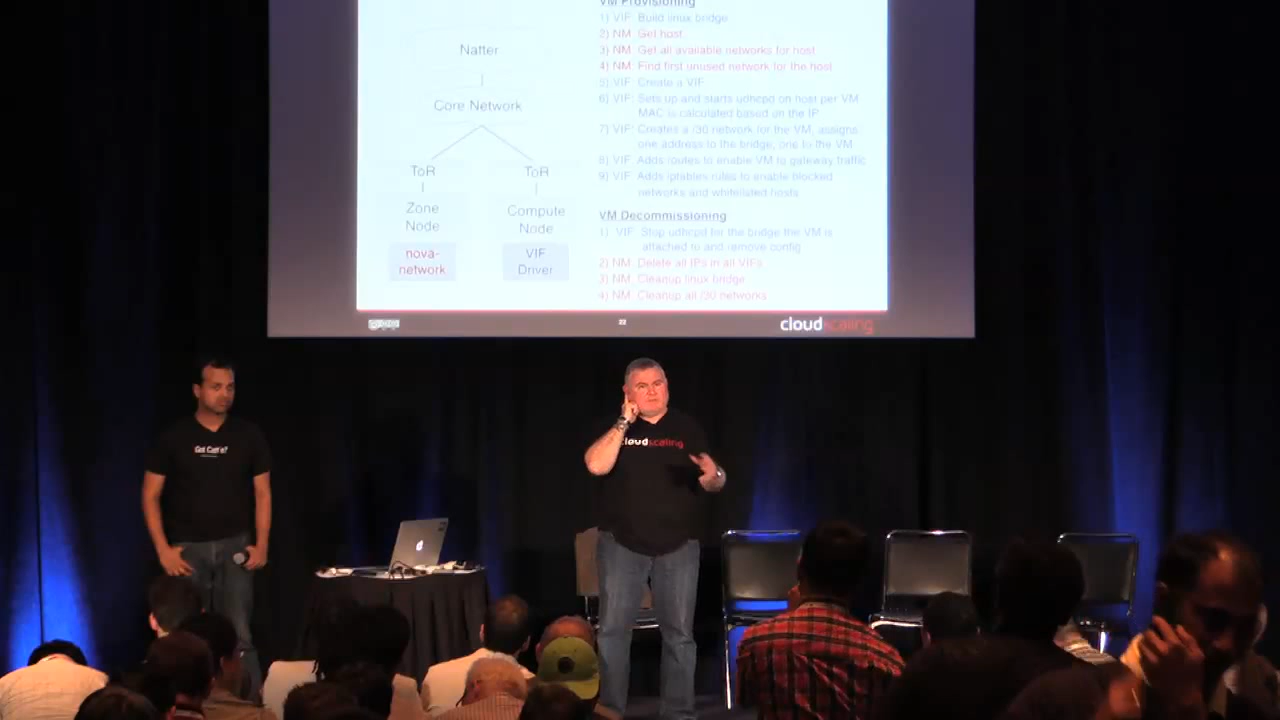 VM Provisioning
1) VIF: Build linux bridge
2) NM: Get host
3) NM: Get all available networks for host
4) NM: Find first unused network for the host
5) VIF: Create a VIF
6) VIF: Sets up and starts udhcpd on host per VM
MAC is calculated based on the IP
7) VIF: Creates a /30 network for the VM, assigns
one address to the bridge, one to the VM
8) VIF: Adds routes to enable VM to gateway traffic
9) VIF: Adds iptables rules to enable blocked
networks and whitelisted hosts
VM Decommissioning
1) VIF: Stop udhcpd for the bridge the VM is
attached to and remove config
2) NM: Delete all IPs in all VIFs
3) NM: Cleanup linux bridge
4) NM: Cleanup all /30 networks
Natter
Core Network
ToR
ToR
Zone
Node
Compute
Node
nova-
network
VIF
Driver
22
cloudscaling
Got Calf'n?
cloudscaling